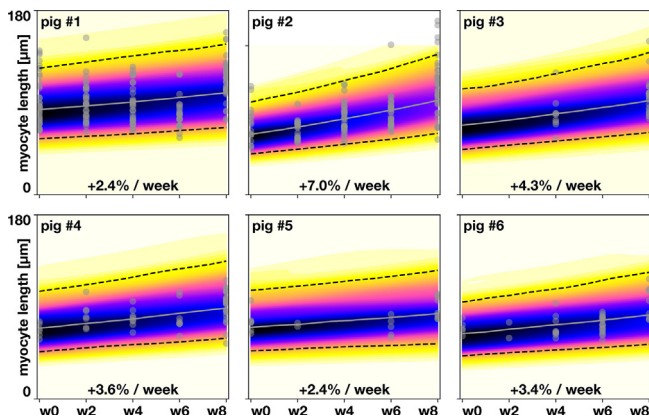 pig #1
pig #2
pig #3
180
myocyte length [µm]
0
+2.4% / week
+7.0% / week
+4.3% / week
pig #4
pig #5
pig #6
180
myocyte length [µm]
0
+3.6% / week
+2.4% / week
+3.4% / week
w0 w2 w4 w6 w8
w0 w2 w4 w6 w8
w0 w2 w4 w6 w8